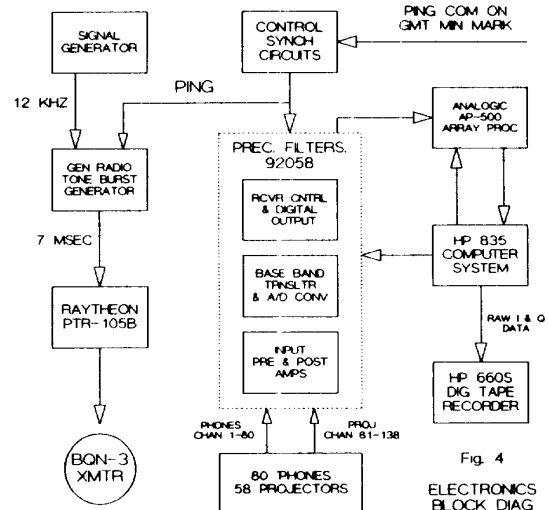 PING COM ON
GMT MIN MARK
SIGNAL
GENERATOR
CONTROL
SYNCH
CIRCUITS
PING
12 KHZ
ANALOGIC
AP-500
ARRAY PROC
PREC. FILTERS.
92058
GEN RADIO
TONE BURST
GENERATOR
RCVR CNTRL
& DIGITAL
OUTPUT
7 MSEC
HP 835
COMPUTER
SYSTEM
BASE BAND
TRNSLTR
& A/D CONV
RAYTHEON
PTR-105B
RAW I & Q
DATA
INPUT
PRE & POST
AMPS
HP 660S
DIG TAPE
RECORDER
PHONES
CHAN 1-80
PROJ
CHAN 81-138
BQN-3
XMTR
80 PHONES
58 PROJECTORS
Fig. 4
ELECTRONICS
BLOCK DIAG